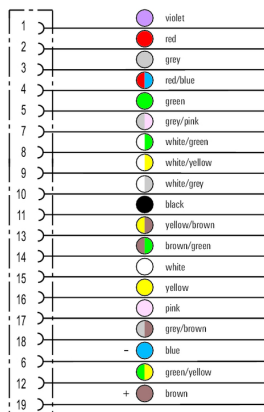 1 violet
2 red
3 grey
4 red/blue
5 green
7 grey/pink
8 white/green
9 white/yellow
10 white/grey
11 black
13 yellow/brown
14 brown/green
15 white
16 yellow
17 pink
18 grey/brown
6 - blue
12 green/yellow
19 + brown